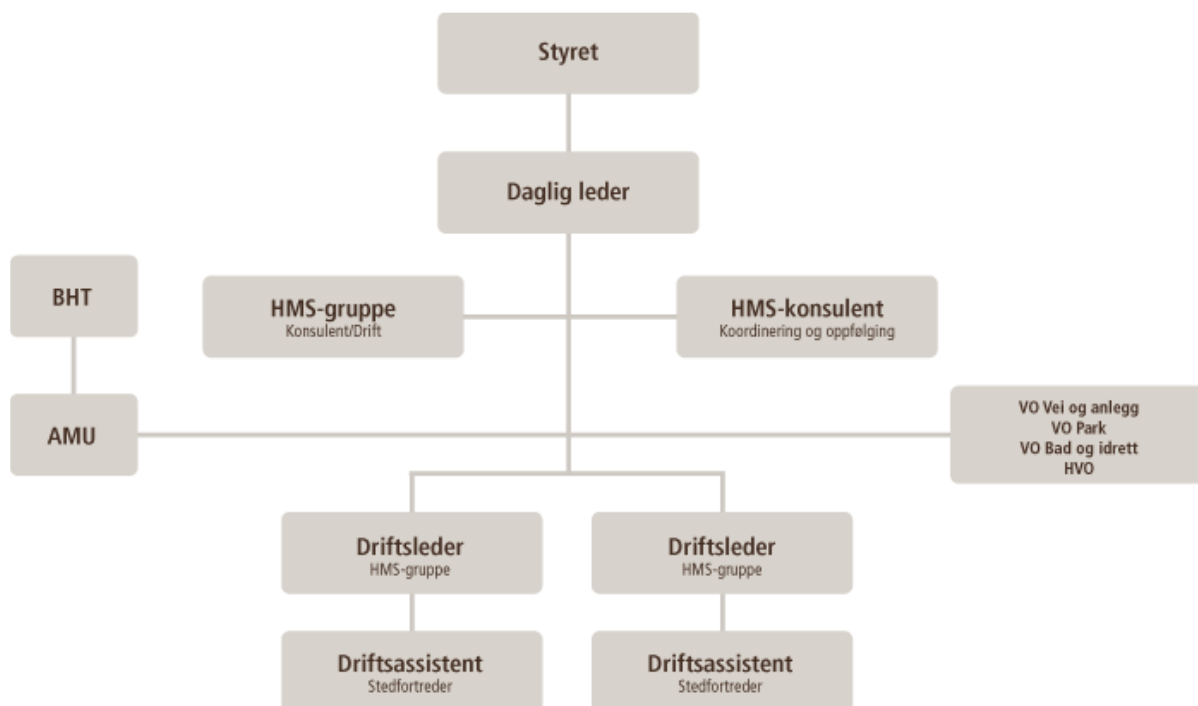 Styret
Daglig leder
BHT
HMS-gruppe
Konsulent/Drift
HMS-konsulent
Koordinering og oppfølging
AMU
VO Vei og anlegg
VO Park
VO Bad og idrett
HVO
Driftsleder
HMS-gruppe
Driftsleder
HMS-gruppe
Driftsassistent
Stedfortreder
Driftsassistent
Stedfortreder